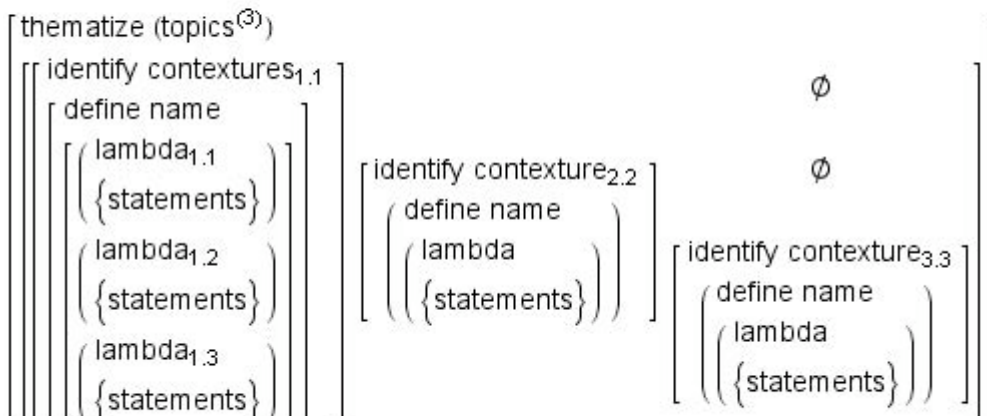 thematize (topics⁽³⁾)
identify contextures₁.₁
define name
lambda₁.₁
{statements}
lambda₁.₂
{statements}
lambda₁.₃
{statements}
identify contexture₂.₂
define name
lambda
{statements}
∅
∅
identify contexture₃.₃
define name
lambda
{statements}